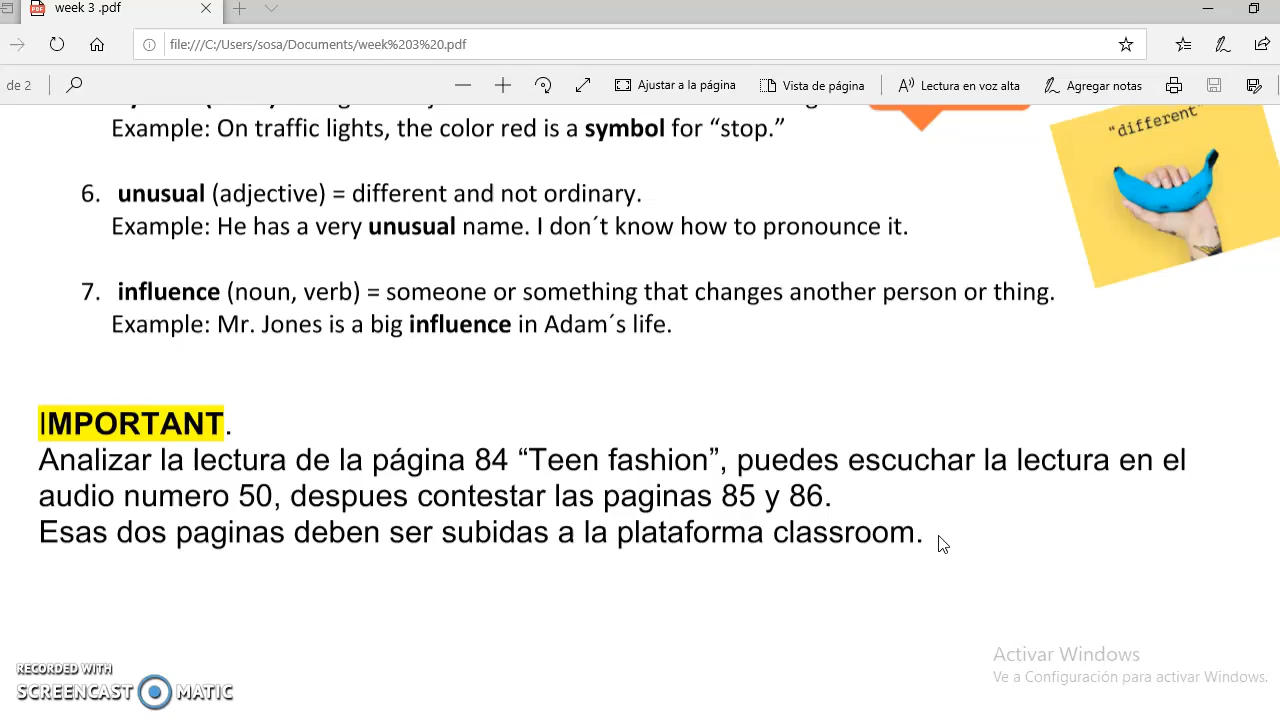 week 3 .pdf
file:///C:/Users/sosa/Documents/week%203%20.pdf
de 2
Ajustar a la página
Vista de página
Lectura en voz alta
Agregar notas
Example: On traffic lights, the color red is a symbol for “stop.”
"different"
6. unusual (adjective) = different and not ordinary.
Example: He has a very unusual name. I don´t know how to pronounce it.
7. influence (noun, verb) = someone or something that changes another person or thing.
Example: Mr. Jones is a big influence in Adam´s life.
IMPORTANT.
Analizar la lectura de la página 84 “Teen fashion”, puedes escuchar la lectura en el
audio numero 50, despues contestar las paginas 85 y 86.
Esas dos paginas deben ser subidas a la plataforma classroom.
Activar Windows
Ve a Configuración para activar Windows.
RECORDED WITH
SCREENCAST MATIC